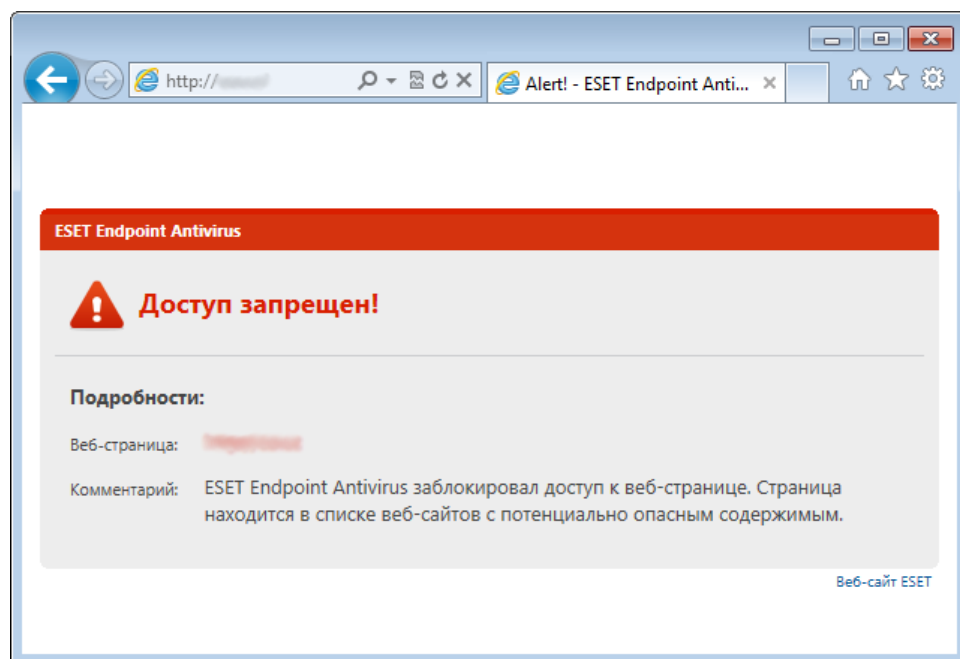 http://
Alert! - ESET Endpoint Anti...
ESET Endpoint Antivirus
Доступ запрещен!
Подробности:
Веб-страница:
Комментарий: ESET Endpoint Antivirus заблокировал доступ к веб-странице. Страница
находится в списке веб-сайтов с потенциально опасным содержимым.
Веб-сайт ESET